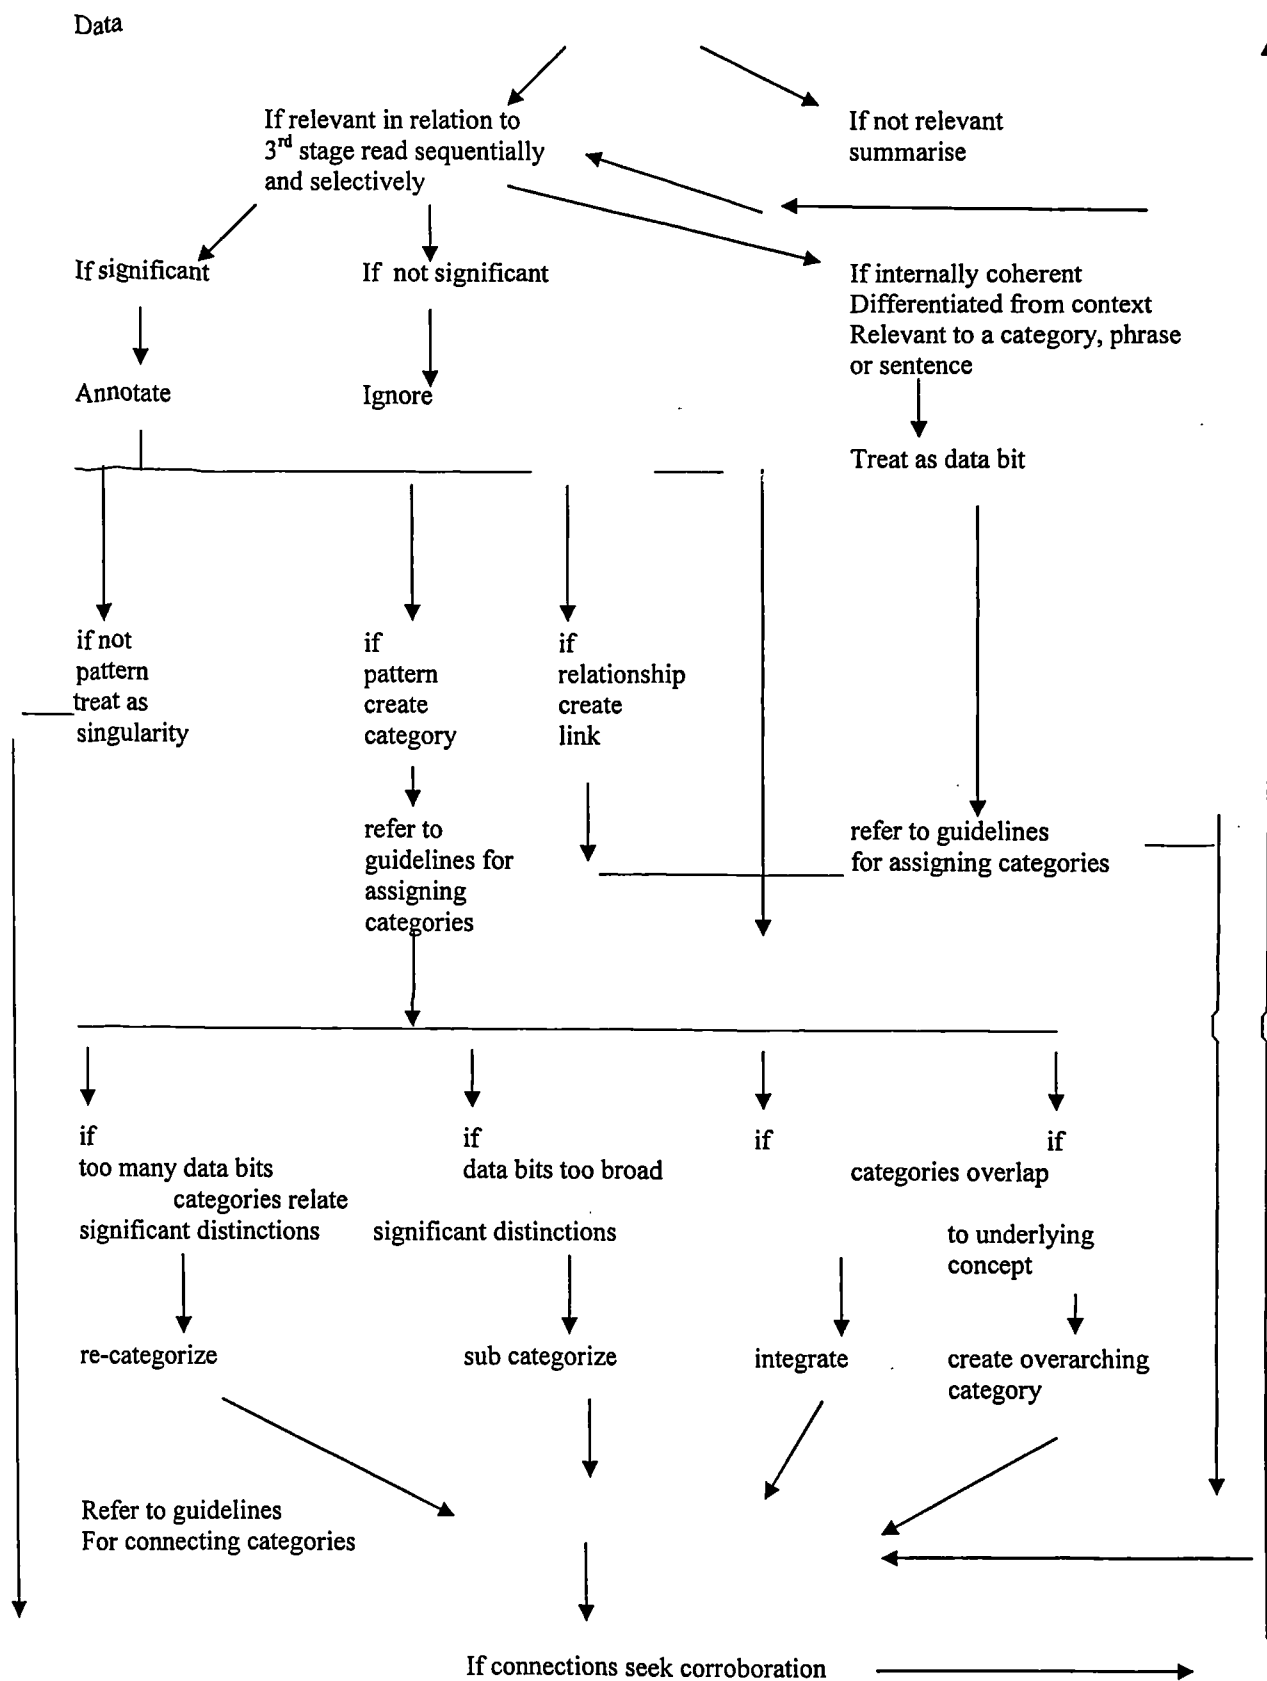 Data
If relevant in relation to
3rd stage read sequentially
and selectively
If not relevant
summarise
If significant
If not significant
If internally coherent
Differentiated from context
Relevant to a category, phrase
or sentence
Annotate
Ignore
Treat as data bit
if not
pattern
treat as
singularity
if
pattern
create
category
if
relationship
create
link
refer to
guidelines for
assigning
categories
refer to guidelines
for assigning categories
if
too many data bits
categories relate
significant distinctions
if
data bits too broad
significant distinctions
if
if
categories overlap
to underlying
concept
re-categorize
sub categorize
integrate
create overarching
category
Refer to guidelines
For connecting categories
If connections seek corroboration